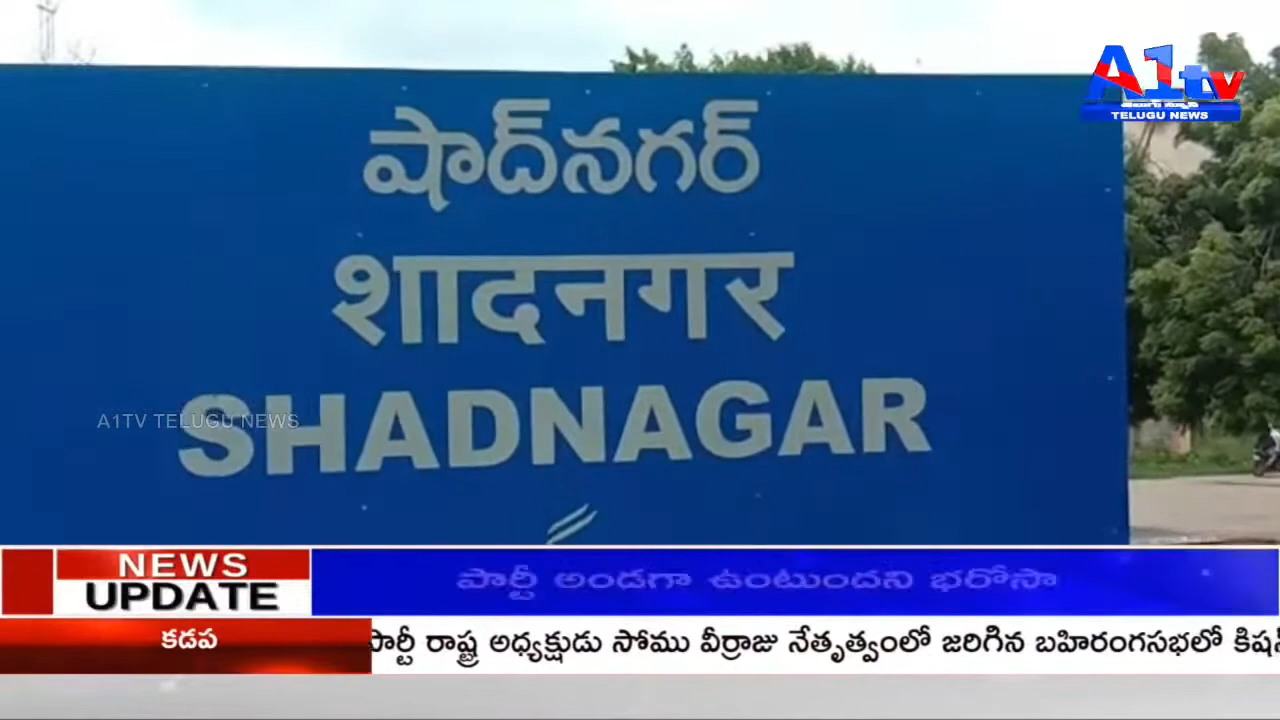 A1tv
తెలుగు న్యూస్
TELUGU NEWS
షాద్‌నగర్
शादनगर
SHADNAGAR
A1TV TELUGU NEWS
NEWS
UPDATE
పార్టీ అండగా ఉంటుందని భరోసా
కడప
పార్టీ రాష్ట్ర అధ్యక్షుడు సోము వీర్రాజు నేతృత్వంలో జరిగిన బహిరంగసభలో